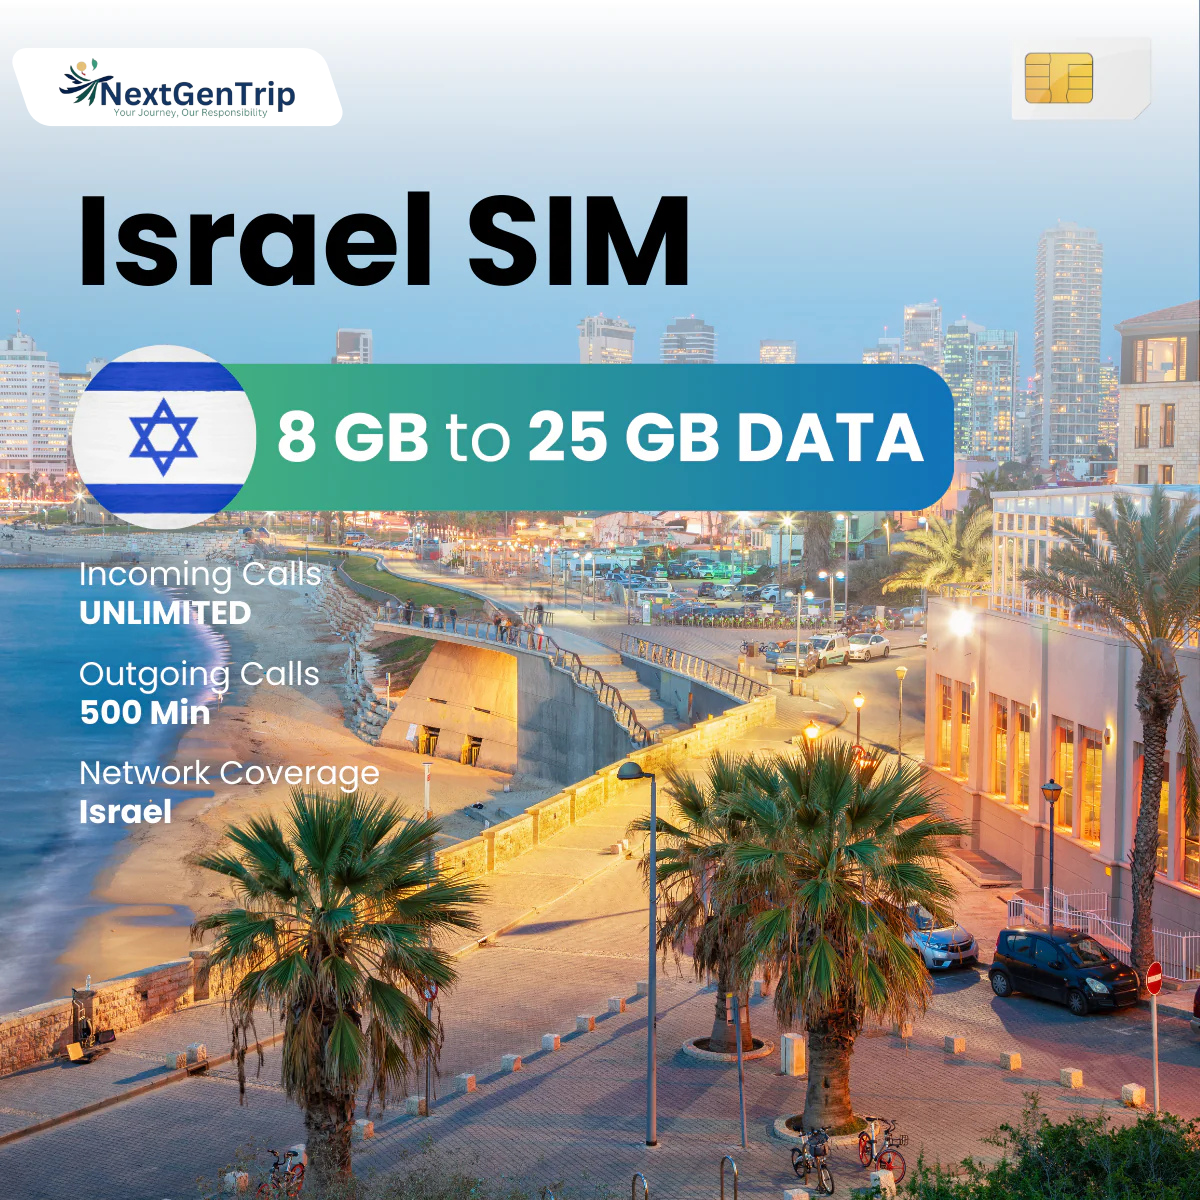 NextGenTrip
Your Journey, Our Responsibility
Israel SIM
8 GB to 25 GB DATA
Incoming Calls
UNLIMITED
Outgoing Calls
500 Min
Network Coverage
Israel